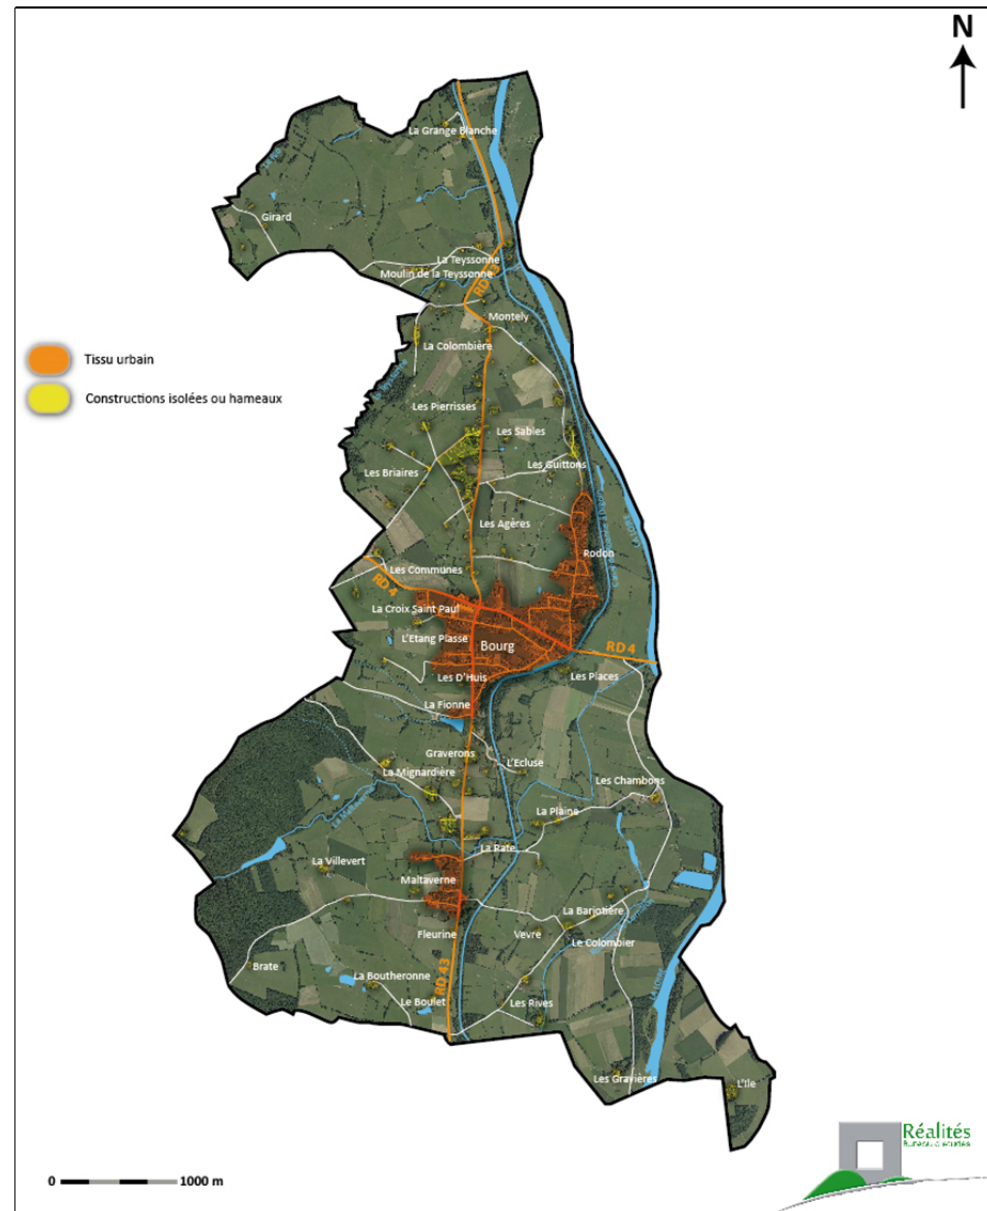 N
La Grange Blanche
Girard
La Teyssonne
Moulin de la Teyssonne
Montely
La Colombière
Tissu urbain
Constructions isolées ou hameaux
Les Pierrisses
Les Sables
Les Guittons
Les Briaires
Les Agères
Rodon
Les Communes
RD 4
La Croix Saint Paul
L'Etang Plasse
Bourg
RD 4
Les D'Huis
Les Places
La Fionne
Graverons
L'Ecluse
La Mignardière
Les Chambons
La Plaine
La Rate
La Villevert
Maltaverne
La Barjotière
Fleurine
Vevre
Le Colombier
Brate
La Boutheronne
RD 43
Le Boulet
Les Rives
Les Gravières
L'Ile
Réalités
Bureau d'études
0 1000 m